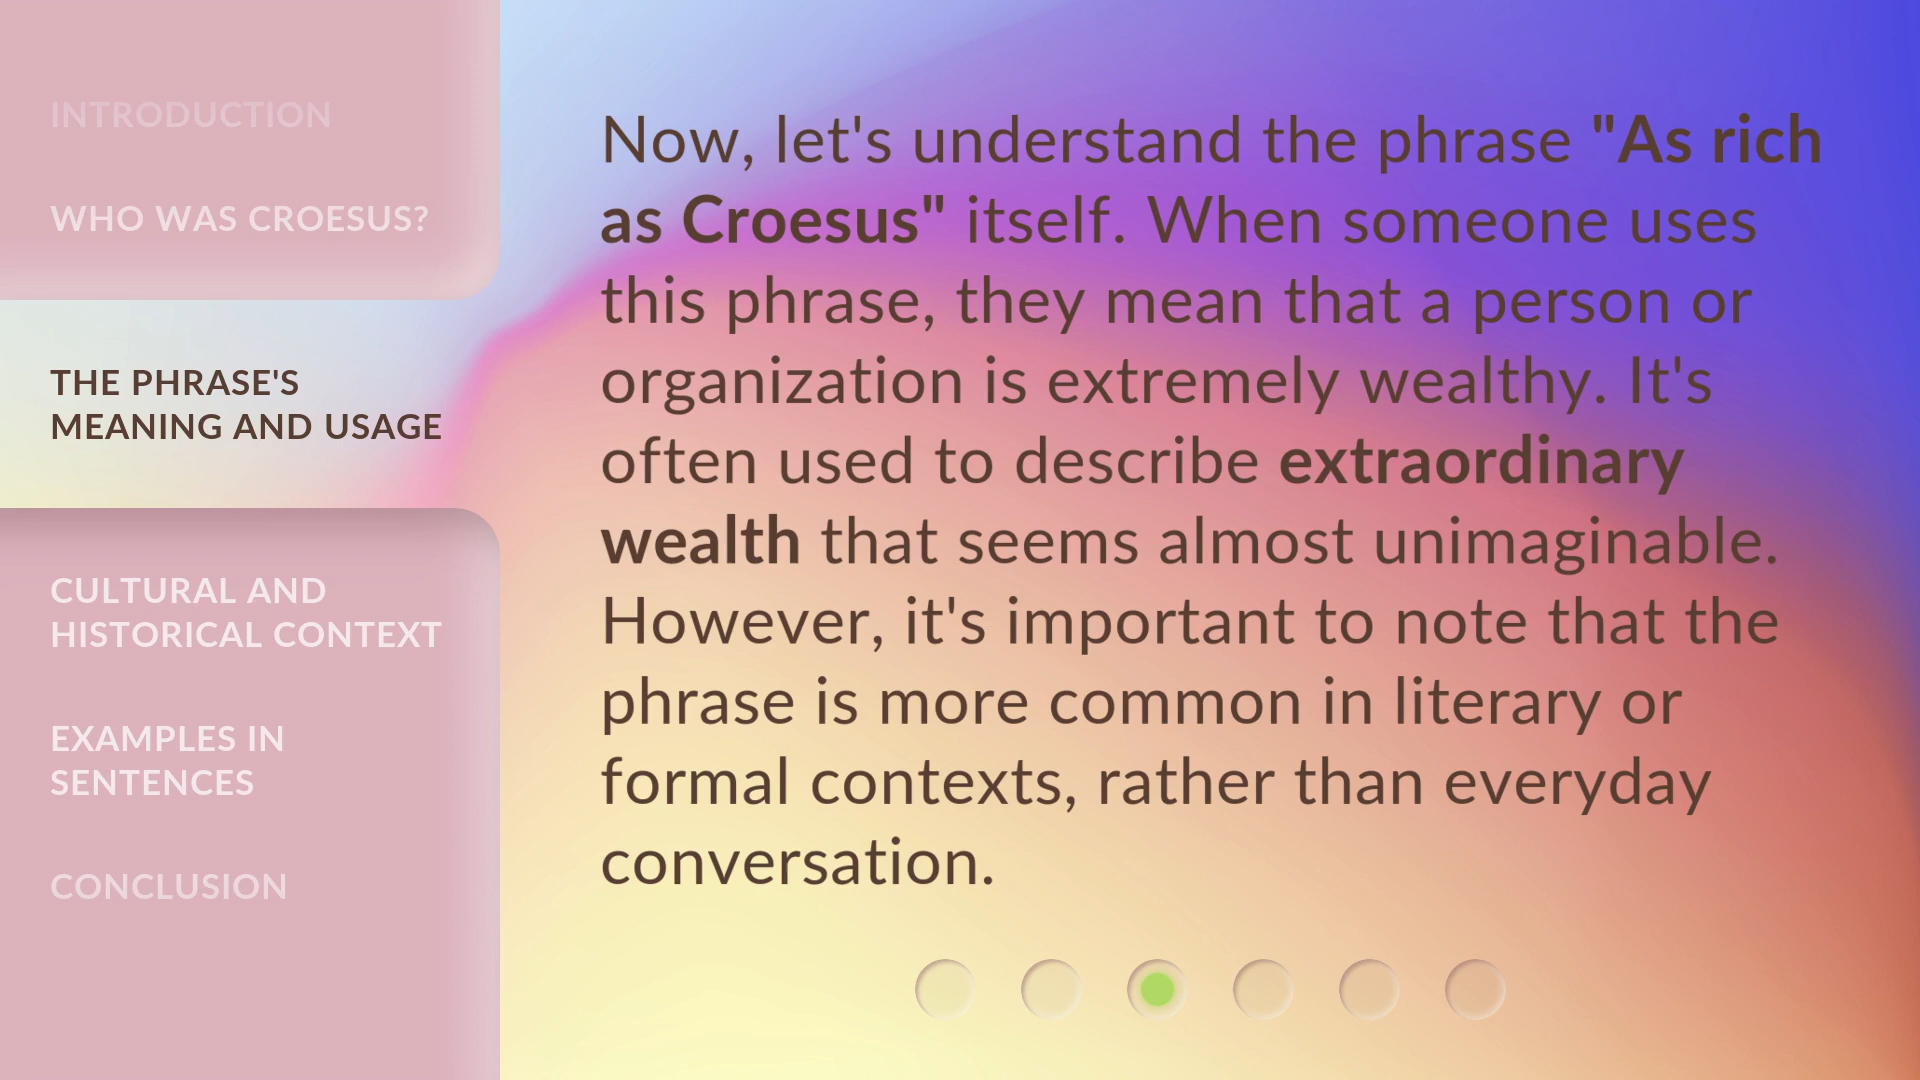 INTRODUCTION
WHO WAS CROESUS?
THE PHRASE'S
MEANING AND USAGE
CULTURAL AND
HISTORICAL CONTEXT
EXAMPLES IN
SENTENCES
CONCLUSION
Now, let's understand the phrase "As rich
as Croesus" itself. When someone uses
this phrase, they mean that a person or
organization is extremely wealthy. It's
often used to describe extraordinary
wealth that seems almost unimaginable.
However, it's important to note that the
phrase is more common in literary or
formal contexts, rather than everyday
conversation.